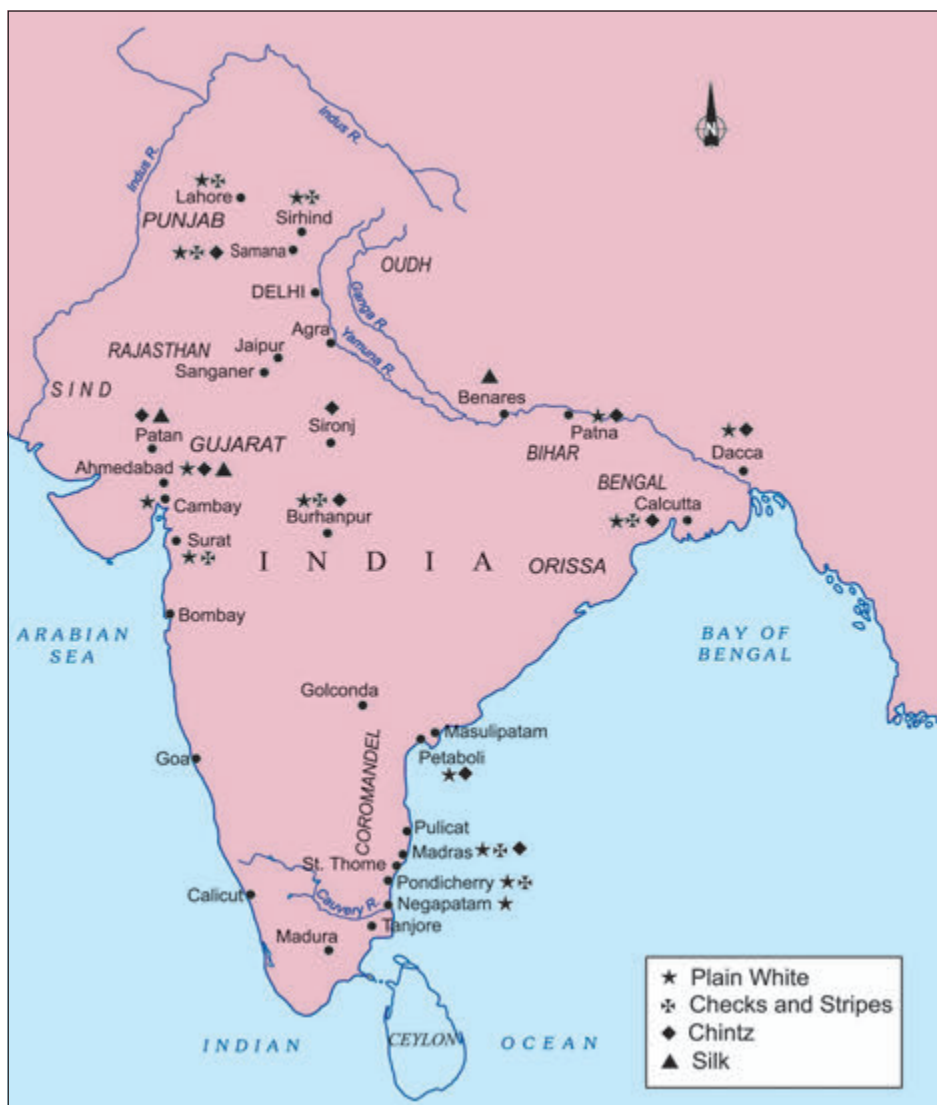 N
Indus R.
Indus R.
Lahore
PUNJAB
Sirhind
Samana
OUDH
DELHI
Ganga R.
Agra
Yamuna R.
RAJASTHAN
Jaipur
Sanganer
SIND
Benares
Patan
GUJARAT
Sironj
Patna
BIHAR
Dacca
Ahmedabad
BENGAL
Cambay
Burhanpur
Calcutta
Surat
INDIA
ORISSA
Bombay
ARABIAN
SEA
BAY OF
BENGAL
Golconda
Masulipatam
Petaboli
Goa
COROMANDEL
Pulicat
Madras
St. Thome
Pondicherry
Calicut
Cauvery R.
Negapatam
Tanjore
Madura
CEYLON
INDIAN OCEAN
Plain White
Checks and Stripes
Chintz
Silk